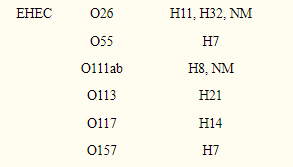 EHEC O26 H11, H32, NM
O55 H7
O111ab H8, NM
O113 H21
O117 H14
O157 H7